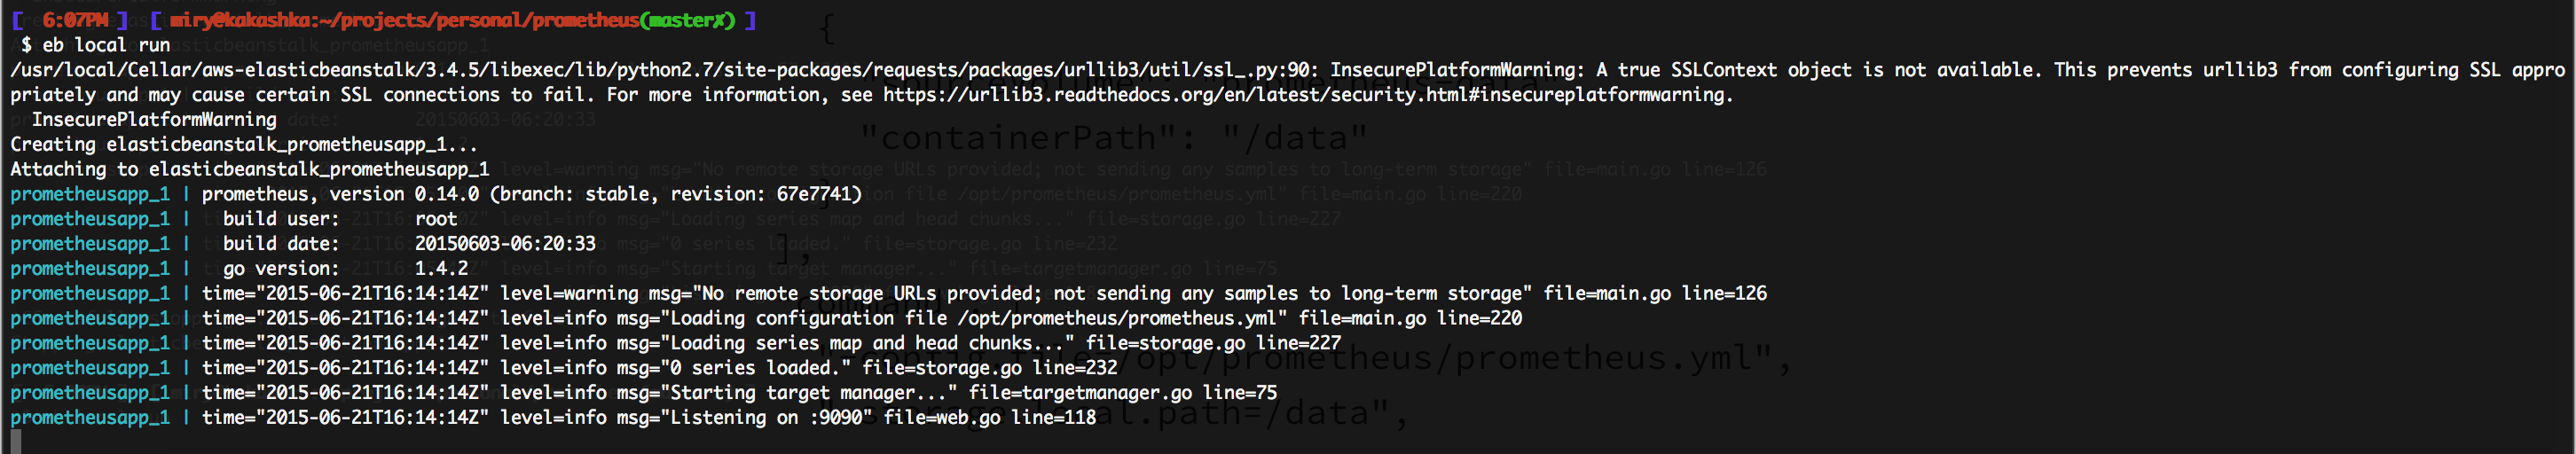 [ 6:07PM ] [ miry@kakashka:~/projects/personal/prometheus(master✗) ]
$ eb local run
/usr/local/Cellar/aws-elasticbeanstalk/3.4.5/libexec/lib/python2.7/site-packages/requests/packages/urllib3/util/ssl_.py:90: InsecurePlatformWarning: A true SSLContext object is not available. This prevents urllib3 from configuring SSL appro
priately and may cause certain SSL connections to fail. For more information, see https://urllib3.readthedocs.org/en/latest/security.html#insecureplatformwarning.
InsecurePlatformWarning
Creating elasticbeanstalk_prometheusapp_1...
Attaching to elasticbeanstalk_prometheusapp_1
prometheusapp_1 | prometheus, version 0.14.0 (branch: stable, revision: 67e7741)
prometheusapp_1 |   build user:       root
prometheusapp_1 |   build date:       20150603-06:20:33
prometheusapp_1 |   go version:       1.4.2
prometheusapp_1 | time="2015-06-21T16:14:14Z" level=warning msg="No remote storage URLs provided; not sending any samples to long-term storage" file=main.go line=126
prometheusapp_1 | time="2015-06-21T16:14:14Z" level=info msg="Loading configuration file /opt/prometheus/prometheus.yml" file=main.go line=220
prometheusapp_1 | time="2015-06-21T16:14:14Z" level=info msg="Loading series map and head chunks..." file=storage.go line=227
prometheusapp_1 | time="2015-06-21T16:14:14Z" level=info msg="0 series loaded." file=storage.go line=232
prometheusapp_1 | time="2015-06-21T16:14:14Z" level=info msg="Starting target manager..." file=targetmanager.go line=75
prometheusapp_1 | time="2015-06-21T16:14:14Z" level=info msg="Listening on :9090" file=web.go line=118
{
"containerPath": "/data"
}
],